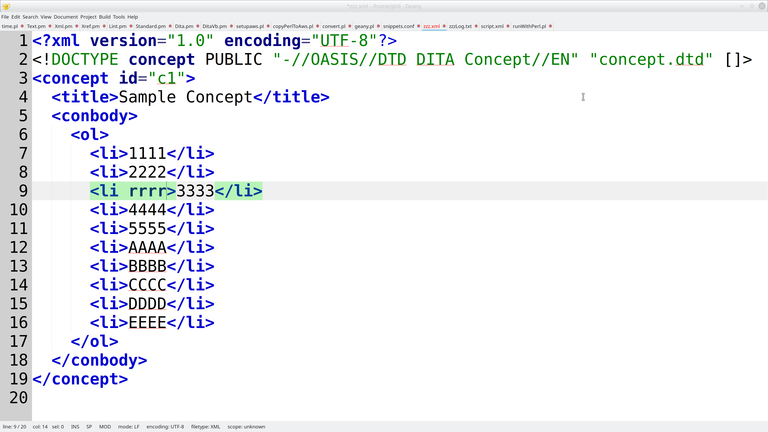 File Edit Search View Document Project Build Tools Help
time.pl Text.pm Xml.pm Xref.pm Lint.pm Standard.pm Dita.pm DitaVb.pm setupaws.pl copyPerlToAws.pl convert.pl geany.pl snippets.conf zzz.xml zzzLog.txt script.xml runWithPerl.pl
1 <?xml version="1.0" encoding="UTF-8"?>
2 <!DOCTYPE concept PUBLIC "-//OASIS//DTD DITA Concept//EN" "concept.dtd" []>
3 <concept id="c1">
4 <title>Sample Concept</title>
5 <conbody>
6 <ol>
7 <li>1111</li>
8 <li>2222</li>
9 <li rrrr>3333</li>
10 <li>4444</li>
11 <li>5555</li>
12 <li>AAAA</li>
13 <li>BBBB</li>
14 <li>CCCC</li>
15 <li>DDDD</li>
16 <li>EEEE</li>
17 </ol>
18 </conbody>
19 </concept>
20
line: 9 / 20 col: 14 sel: 0 INS SP MOD mode: LF encoding: UTF-8 filetype: XML scope: unknown